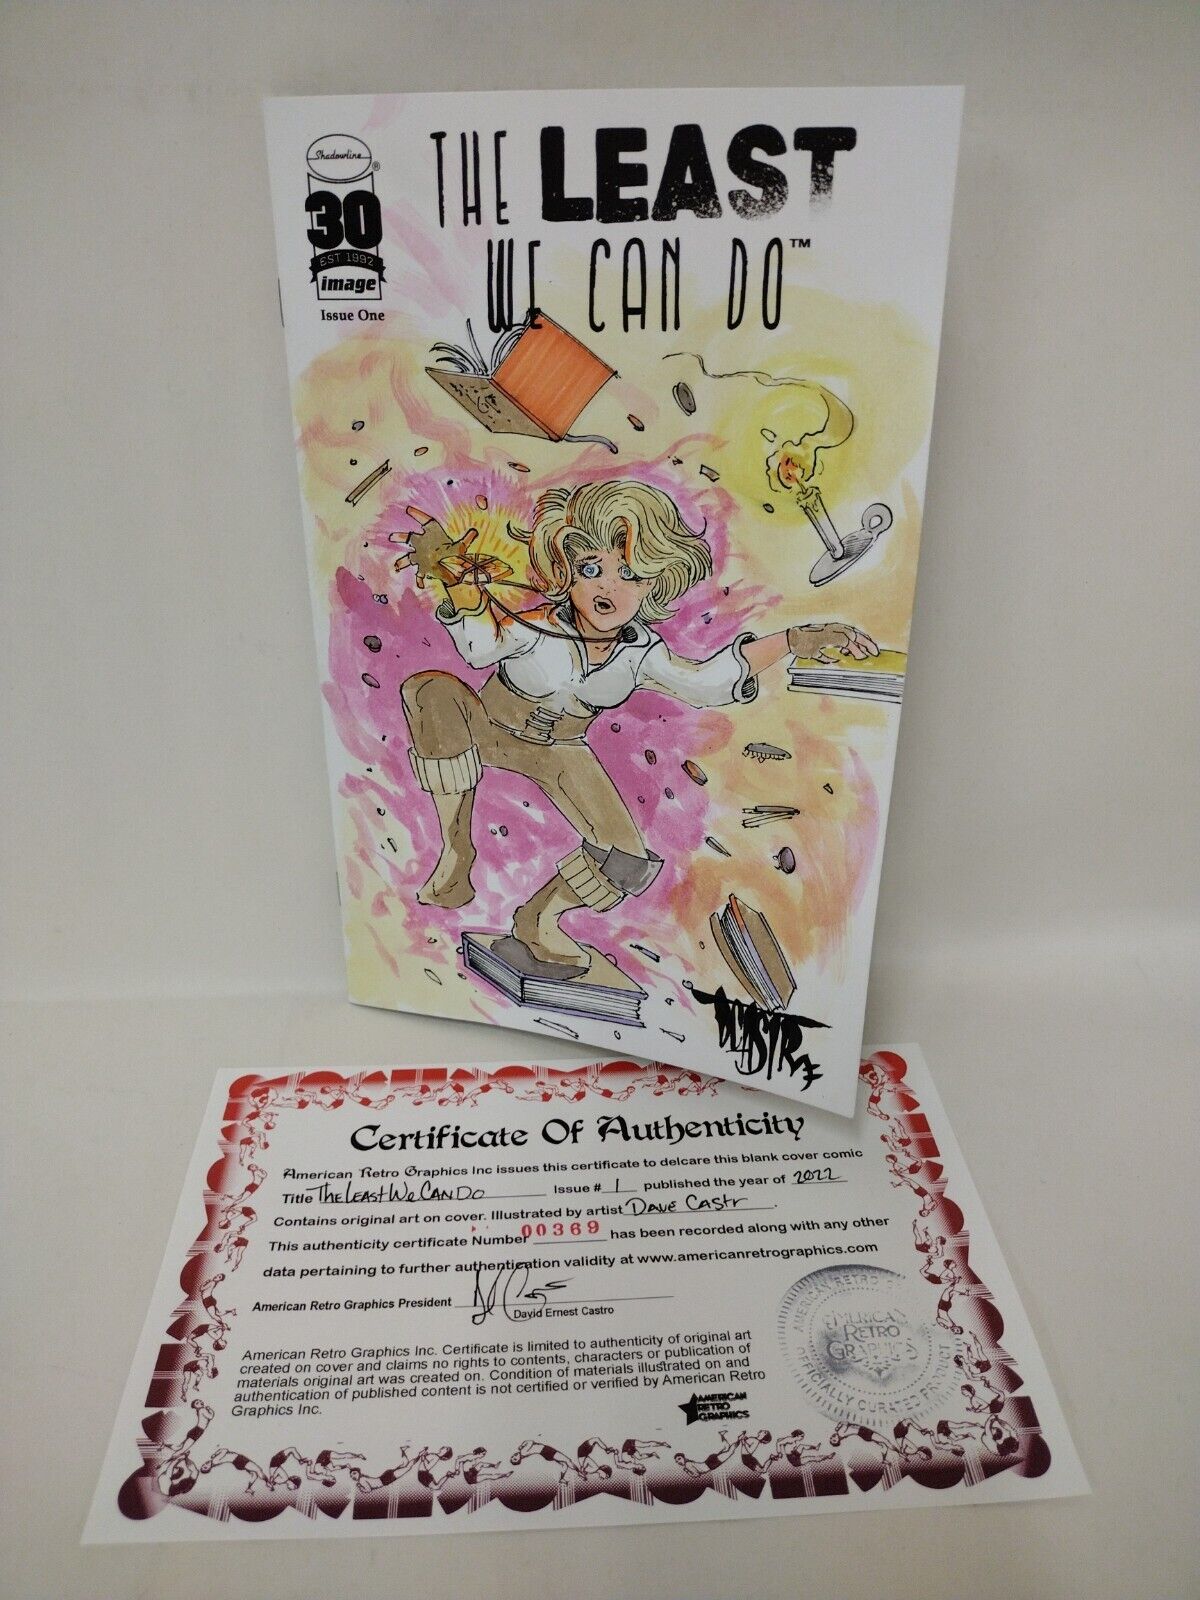 Shadowline
®
30
EST 1992
image
Issue One
THE LEAST
WE CAN DO™
DCASTR
Certificate Of Authenticity
American Retro Graphics Inc issues this certificate to delcare this blank cover comic
Title The Least We Can Do Issue # 1 published the year of 2022
Contains original art on cover. Illustrated by artist Dave Castr.
This authenticity certificate Number 00369 has been recorded along with any other
data pertaining to further authentication validity at www.americanretrographics.com
American Retro Graphics President
David Ernest Castro
American Retro Graphics Inc. Certificate is limited to authenticity of original art
created on cover and claims no rights to contents, characters or publication of
materials original art was created on. Condition of materials illustrated on and
authentication of published content is not certified or verified by American Retro
Graphics Inc.
AMERICAN
RETRO
GRAPHICS
AMERICAN
RETRO
GRAPHICS
OFFICIALLY CURATED PRODUCT